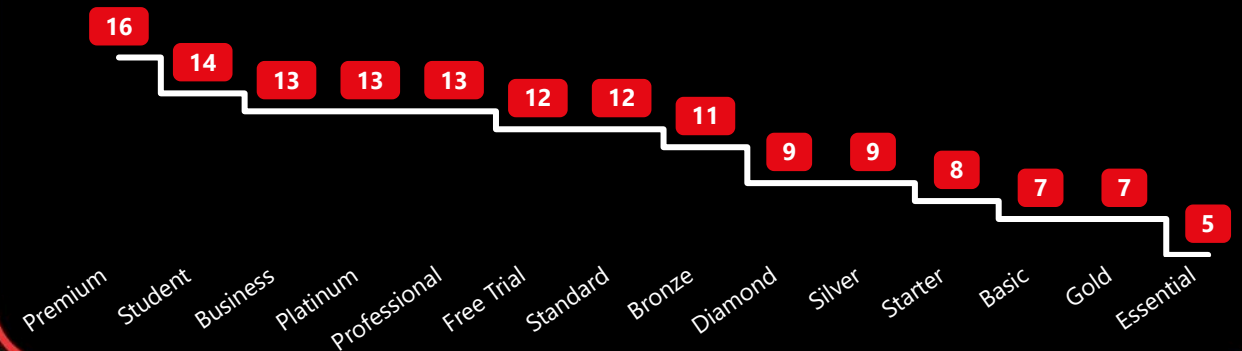 16
14
13
13
13
12
12
11
9
9
8
7
7
5
Premium
Student
Business
Platinum
Professional
Free Trial
Standard
Bronze
Diamond
Silver
Starter
Basic
Gold
Essential